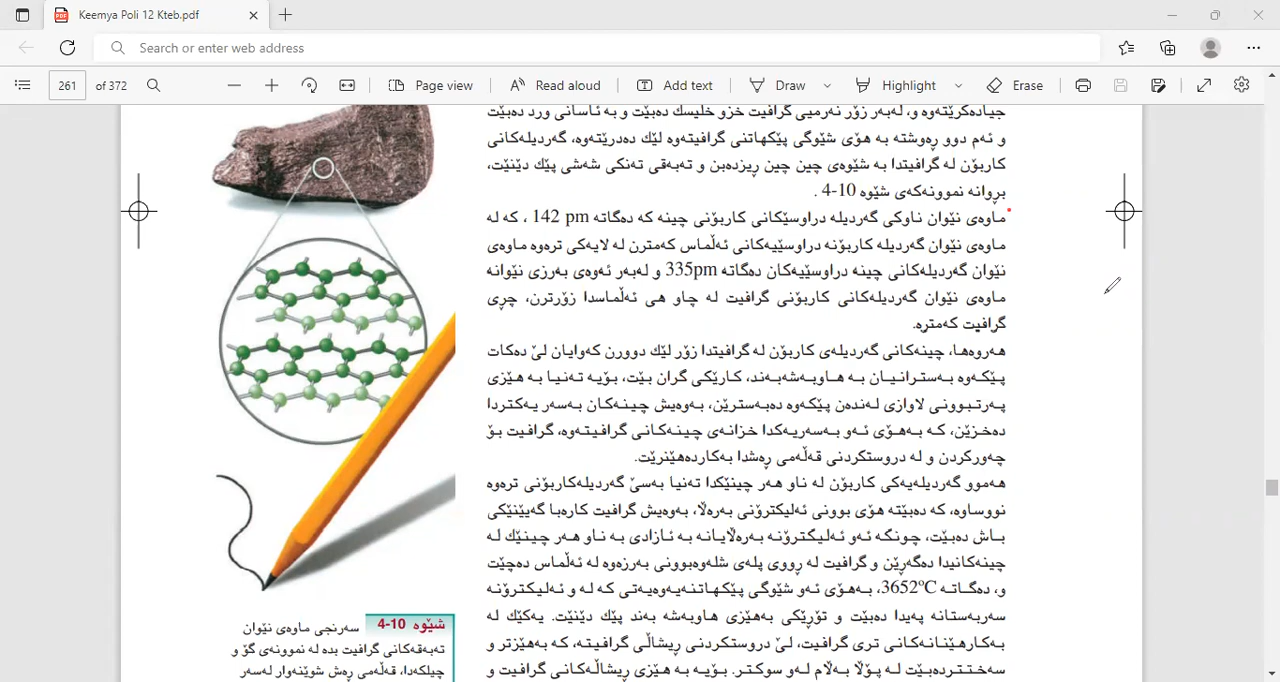 Keemya Poli 12 Kteb.pdf
Search or enter web address
261 of 372
Page view
Read aloud
Add text
Draw
Highlight
Erase
جیادەکرێتەوە و، لەبەر زۆر نەرمیی گرافیت خزو خلیسك دەبێت و بە ئاسانی ورد دەبێت
و ئەم دوو ڕەوشتە بە هۆی شێوگی پێکهاتنی گرافیتەوە لێك دەدرێتەوە، گەردیلەکانی
کاربۆن لە گرافیتدا بە شێوەی چین چین ڕیزدەبن و تەبەقی تەنکی شەشی پێك دێنێت،
بڕوانە نموونەکەی شێوە 10-4 .
ماوەی نێوان ناوکی گەردیلە دراوسێکانی کاربۆنی چینە کە دەگاتە 142 pm ، کە لە
ماوەی نێوان گەردیلە کاربۆنە دراوسێیەکانی ئەڵماس کەمترن لە لایەکی ترەوە ماوەی
نێوان گەردیلەکانی چینە دراوسێیەکان دەگاتە 335pm و لەبەر ئەوەی بەرزی نێوانە
ماوەی نێوان گەردیلەکانی کاربۆنی گرافیت لە چاو هی ئەڵماسدا زۆرترن، چڕی
گرافیت کەمترە.
هەروەها، چینەکانی گەردیلەی کاربۆن لە گرافیتدا زۆر لێك دوورن کەوایان لێ دەکات
پێکەوە بەسترانیان بە هاوبەشەبەند، کارێکی گران بێت، بۆیە تەنیا بە هێزی
پەرتبوونی لاوازی لەندەن پێکەوە دەبەسترێن، بەوەیش چینەکان بەسەر یەکتردا
دەخزێن، کە بەهۆی ئەو بەسەریەکدا خزانەی چینەکانی گرافیتەوە، گرافیت بۆ
چەورکردن و لە دروستکردنی قەڵەمی ڕەشدا بەکاردەهێنرێت.
هەموو گەردیلەیەکی کاربۆن لە ناو هەر چینێکدا تەنیا بەسێ گەردیلەکاربۆنی ترەوە
نووساوە، کە دەبێتە هۆی بوونی ئەلیکترۆنی بەرەڵا، بەوەیش گرافیت کارەبا گەیێنێکی
باش دەبێت، چونگە ئەو ئەلیکترۆنە بەرەڵایانە بە ئازادی بە ناو هەر چینێك لە
چینەکانیدا دەگەڕێن و گرافیت لە ڕووی پلەی شلەوەبوونی بەرزەوە لە ئەڵماس دەچێت
و، دەگاتە 3652ºC، بەهۆی ئەو شێوگی پێکهاتنەیەوەیەتی کە لە و ئەلیکترۆنە
سەربەستانە پەیدا دەبێت و تۆڕێکی بەهێزی هاوبەشە بەند پێك دێنێت. یەکێك لە
بەکارهێنانەکانی تری گرافیت، لێ دروستکردنی ڕیشاڵی گرافیتە، کە بەهێزتر و
سەختتردەبێت لە پۆڵا بەڵام لەو سوکتر. بۆیە بە هێزی ڕیشاڵەکانی گرافیت و
شێوە 10-4 سەرنجی ماوەی نێوان
تەبەقەکانی گرافیت بدە لە نموونەی گۆ و
چیلکەدا، قەڵەمی ڕەش شوێنەوار لەسەر